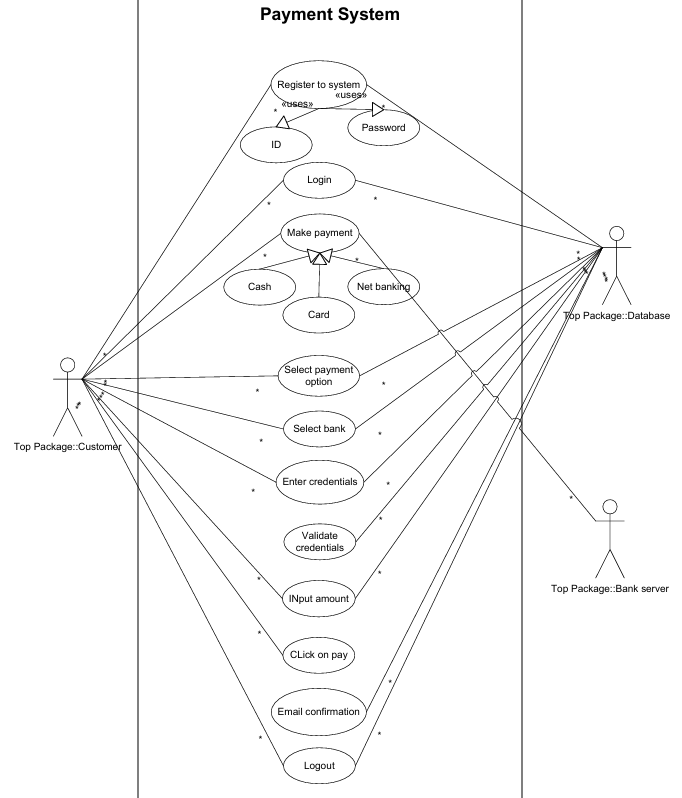 Payment System
Register to system
«uses»
«uses»
ID
Password
Login
Make payment
Cash
Net banking
Card
Top Package::Database
Select payment
option
Select bank
Top Package::Customer
Enter credentials
Validate
credentials
INput amount
Top Package::Bank server
CLick on pay
Email confirmation
Logout